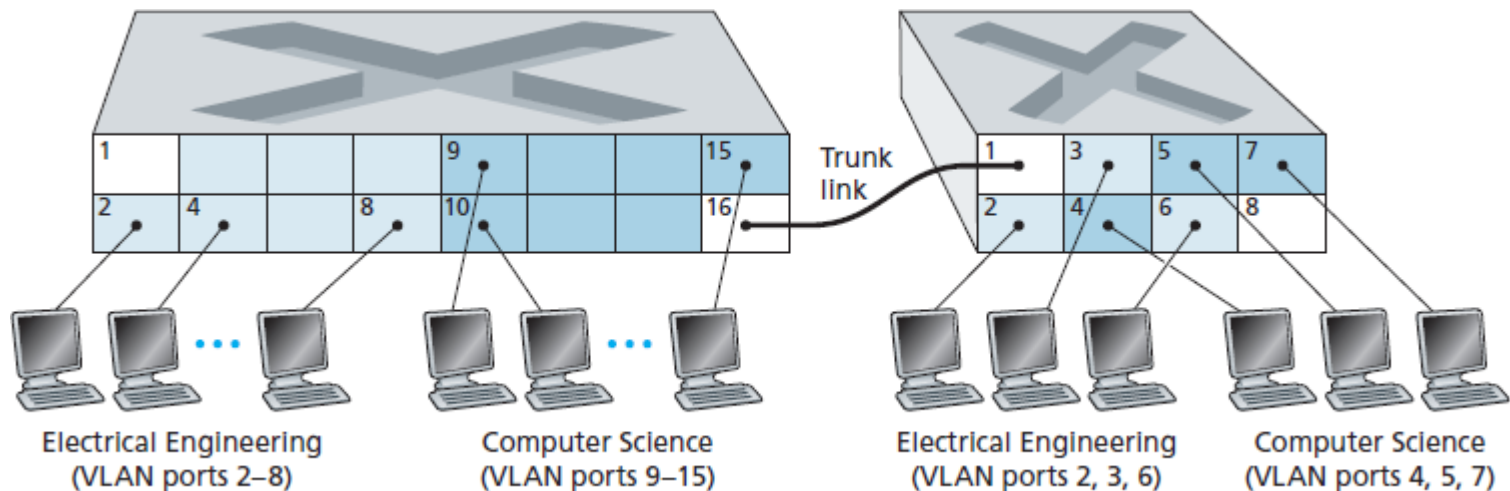 1
9
15
2
4
8
10
16
Trunk
link
1
3
5
7
2
4
6
8
Electrical Engineering
(VLAN ports 2–8)
Computer Science
(VLAN ports 9–15)
Electrical Engineering
(VLAN ports 2, 3, 6)
Computer Science
(VLAN ports 4, 5, 7)